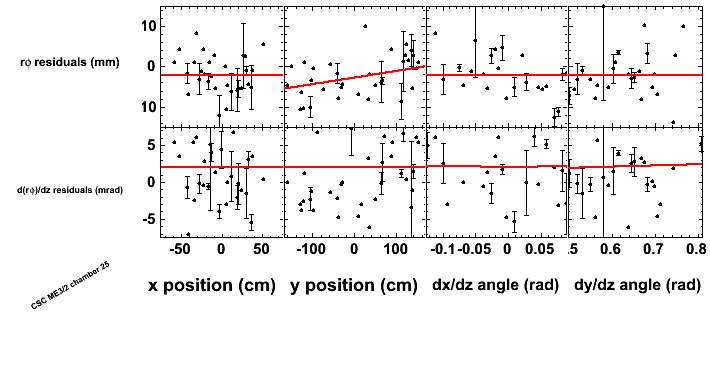 10
rφ residuals (mm)
0
10
5
d(rφ)/dz residuals (mrad)
0
-5
-50 0 50 -100 0 100 -0.1 -0.05 0 0.05 .5 0.6 0.7 0.8
x position (cm) y position (cm) dx/dz angle (rad) dy/dz angle (rad)
CSC ME3/2 chamber 25